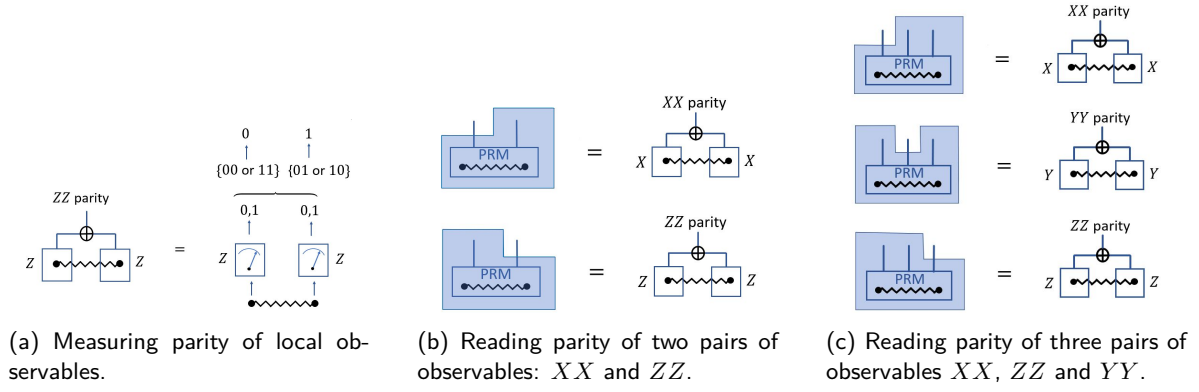 0 1
{00 or 11} {01 or 10}
ZZ parity
0,1 0,1
Z Z = Z Z
(a) Measuring parity of local ob-
servables.
XX parity
PRM
= X X
ZZ parity
PRM
= Z Z
(b) Reading parity of two pairs of
observables: XX and ZZ.
XX parity
PRM
= X X
YY parity
PRM
= Y Y
ZZ parity
PRM
= Z Z
(c) Reading parity of three pairs of
observables XX, ZZ and YY.